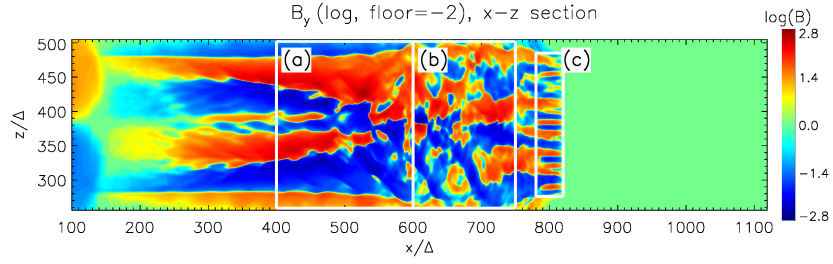 B_y (log, floor=−2), x−z section
log(B)
500
450
400
350
300
z/Δ
(a)
(b)
(c)
2.8
1.4
0.0
−1.4
−2.8
100 200 300 400 500 600 700 800 900 1000 1100
x/Δ